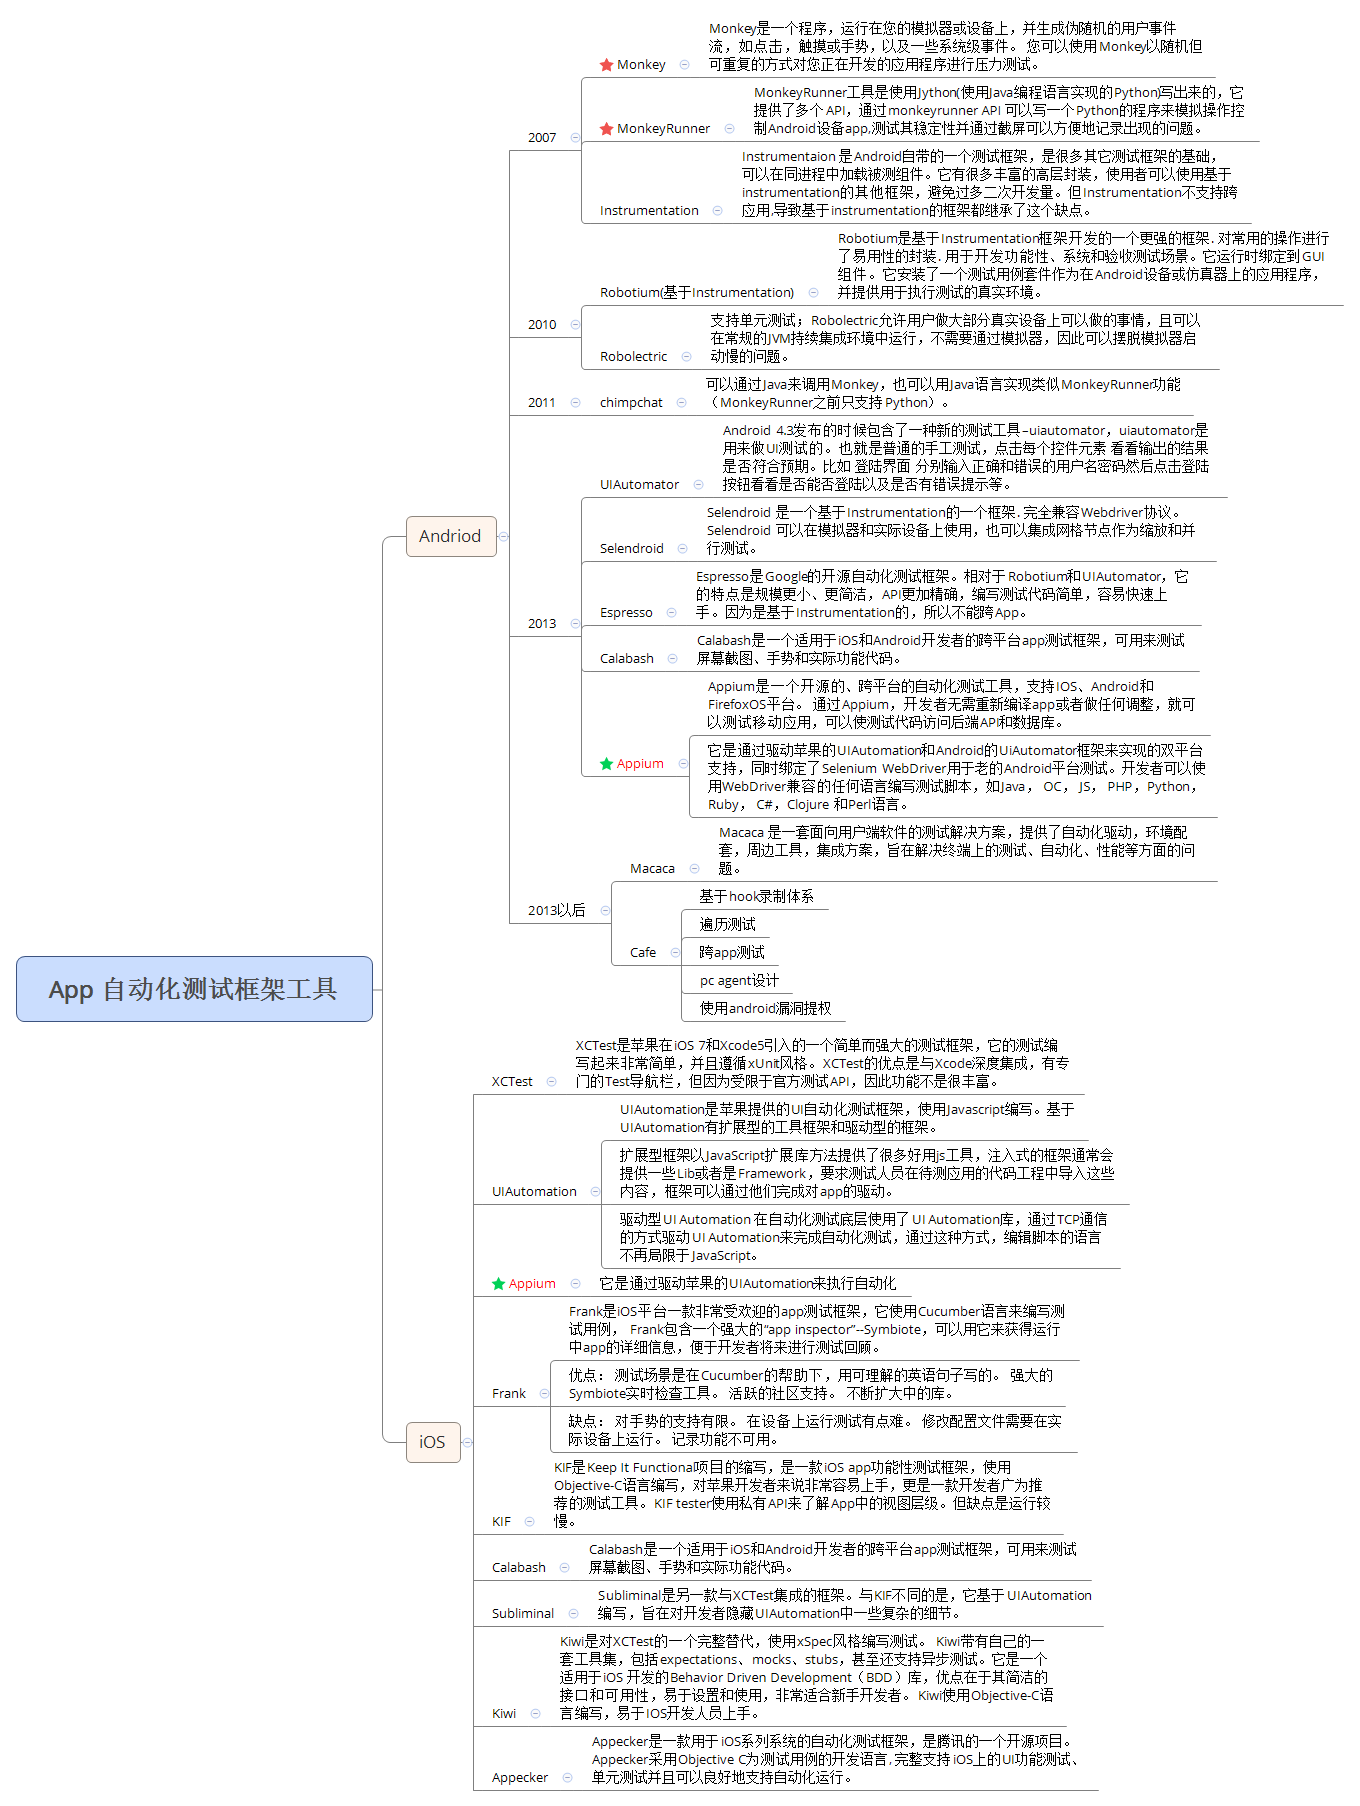 App 自动化测试框架工具
Andriod
2007
Monkey
Monkey是一个程序，运行在您的模拟器或设备上，并生成伪随机的用户事件
流，如点击，触摸或手势，以及一些系统级事件。 您可以使用Monkey以随机但
可重复的方式对您正在开发的应用程序进行压力测试。
MonkeyRunner
MonkeyRunner工具是使用Jython(使用Java编程语言实现的Python)写出来的，它
提供了多个API，通过monkeyrunner API 可以写一个Python的程序来模拟操作控
制Android设备app,测试其稳定性并通过截屏可以方便地记录出现的问题。
Instrumentation
Instrumentaion 是Android自带的一个测试框架，是很多其它测试框架的基础，
可以在同进程中加载被测组件。它有很多丰富的高层封装，使用者可以使用基于
instrumentation的其他框架，避免过多二次开发量。但Instrumentation不支持跨
应用,导致基于instrumentation的框架都继承了这个缺点。
2010
Robotium(基于Instrumentation)
Robotium是基于Instrumentation框架开发的一个更强的框架. 对常用的操作进行
了易用性的封装. 用于开发功能性、系统和验收测试场景。它运行时绑定到GUI
组件。它安装了一个测试用例套件作为在Android设备或仿真器上的应用程序，
并提供用于执行测试的真实环境。
Robolectric
支持单元测试；Robolectric允许用户做大部分真实设备上可以做的事情，且可以
在常规的JVM持续集成环境中运行，不需要通过模拟器，因此可以摆脱模拟器启
动慢的问题。
2011
chimpchat
可以通过Java来调用Monkey，也可以用Java语言实现类似MonkeyRunner功能
（MonkeyRunner之前只支持Python）。
2013
UIAutomator
Android 4.3发布的时候包含了一种新的测试工具–uiautomator，uiautomator是
用来做UI测试的。也就是普通的手工测试，点击每个控件元素 看看输出的结果
是否符合预期。比如 登陆界面 分别输入正确和错误的用户名密码然后点击登陆
按钮看看是否能否登陆以及是否有错误提示等。
Selendroid
Selendroid 是一个基于Instrumentation的一个框架. 完全兼容Webdriver协议。
Selendroid 可以在模拟器和实际设备上使用，也可以集成网格节点作为缩放和并
行测试。
Espresso
Espresso是Google的开源自动化测试框架。相对于Robotium和UIAutomator，它
的特点是规模更小、更简洁，API更加精确，编写测试代码简单，容易快速上
手。因为是基于Instrumentation的，所以不能跨App。
Calabash
Calabash是一个适用于iOS和Android开发者的跨平台app测试框架，可用来测试
屏幕截图、手势和实际功能代码。
Appium
Appium是一个开源的、跨平台的自动化测试工具，支持IOS、Android和
FirefoxOS平台。 通过Appium，开发者无需重新编译app或者做任何调整，就可
以测试移动应用，可以使测试代码访问后端API和数据库。
它是通过驱动苹果的UIAutomation和Android的UiAutomator框架来实现的双平台
支持，同时绑定了Selenium WebDriver用于老的Android平台测试。开发者可以使
用WebDriver兼容的任何语言编写测试脚本，如Java， OC， JS， PHP，Python，
Ruby， C#，Clojure 和Perl语言。
2013以后
Macaca
Macaca 是一套面向用户端软件的测试解决方案，提供了自动化驱动，环境配
套，周边工具，集成方案，旨在解决终端上的测试、自动化、性能等方面的问
题。
Cafe
基于hook录制体系
遍历测试
跨app测试
pc agent设计
使用android漏洞提权
iOS
XCTest
XCTest是苹果在iOS 7和Xcode5引入的一个简单而强大的测试框架，它的测试编
写起来非常简单，并且遵循xUnit风格。XCTest的优点是与Xcode深度集成，有专
门的Test导航栏，但因为受限于官方测试API，因此功能不是很丰富。
UIAutomation
UIAutomation是苹果提供的UI自动化测试框架，使用Javascript编写。基于
UIAutomation有扩展型的工具框架和驱动型的框架。
扩展型框架以JavaScript扩展库方法提供了很多好用js工具，注入式的框架通常会
提供一些Lib或者是Framework，要求测试人员在待测应用的代码工程中导入这些
内容，框架可以通过他们完成对app的驱动。
驱动型UI Automation 在自动化测试底层使用了UI Automation库，通过TCP通信
的方式驱动UI Automation来完成自动化测试，通过这种方式，编辑脚本的语言
不再局限于JavaScript。
Appium
它是通过驱动苹果的UIAutomation来执行自动化
Frank
Frank是iOS平台一款非常受欢迎的app测试框架，它使用Cucumber语言来编写测
试用例， Frank包含一个强大的“app inspector”--Symbiote，可以用它来获得运行
中app的详细信息，便于开发者将来进行测试回顾。
优点： 测试场景是在Cucumber的帮助下，用可理解的英语句子写的。 强大的
Symbiote实时检查工具。 活跃的社区支持。 不断扩大中的库。
缺点： 对手势的支持有限。 在设备上运行测试有点难。 修改配置文件需要在实
际设备上运行。 记录功能不可用。
KIF
KIF是Keep It Functional项目的缩写，是一款iOS app功能性测试框架，使用
Objective-C语言编写，对苹果开发者来说非常容易上手，更是一款开发者广为推
荐的测试工具。KIF tester使用私有API来了解App中的视图层级。但缺点是运行较
慢。
Calabash
Calabash是一个适用于iOS和Android开发者的跨平台app测试框架，可用来测试
屏幕截图、手势和实际功能代码。
Subliminal
Subliminal是另一款与XCTest集成的框架。与KIF不同的是，它基于UIAutomation
编写，旨在对开发者隐藏UIAutomation中一些复杂的细节。
Kiwi
Kiwi是对XCTest的一个完整替代，使用xSpec风格编写测试。 Kiwi带有自己的一
套工具集，包括expectations、mocks、stubs，甚至还支持异步测试。它是一个
适用于iOS 开发的Behavior Driven Development（BDD）库，优点在于其简洁的
接口和可用性，易于设置和使用，非常适合新手开发者。Kiwi使用Objective-C语
言编写，易于IOS开发人员上手。
Appecker
Appecker是一款用于iOS系列系统的自动化测试框架，是腾讯的一个开源项目。
Appecker采用Objective C为测试用例的开发语言, 完整支持iOS上的UI功能测试、
单元测试并且可以良好地支持自动化运行。